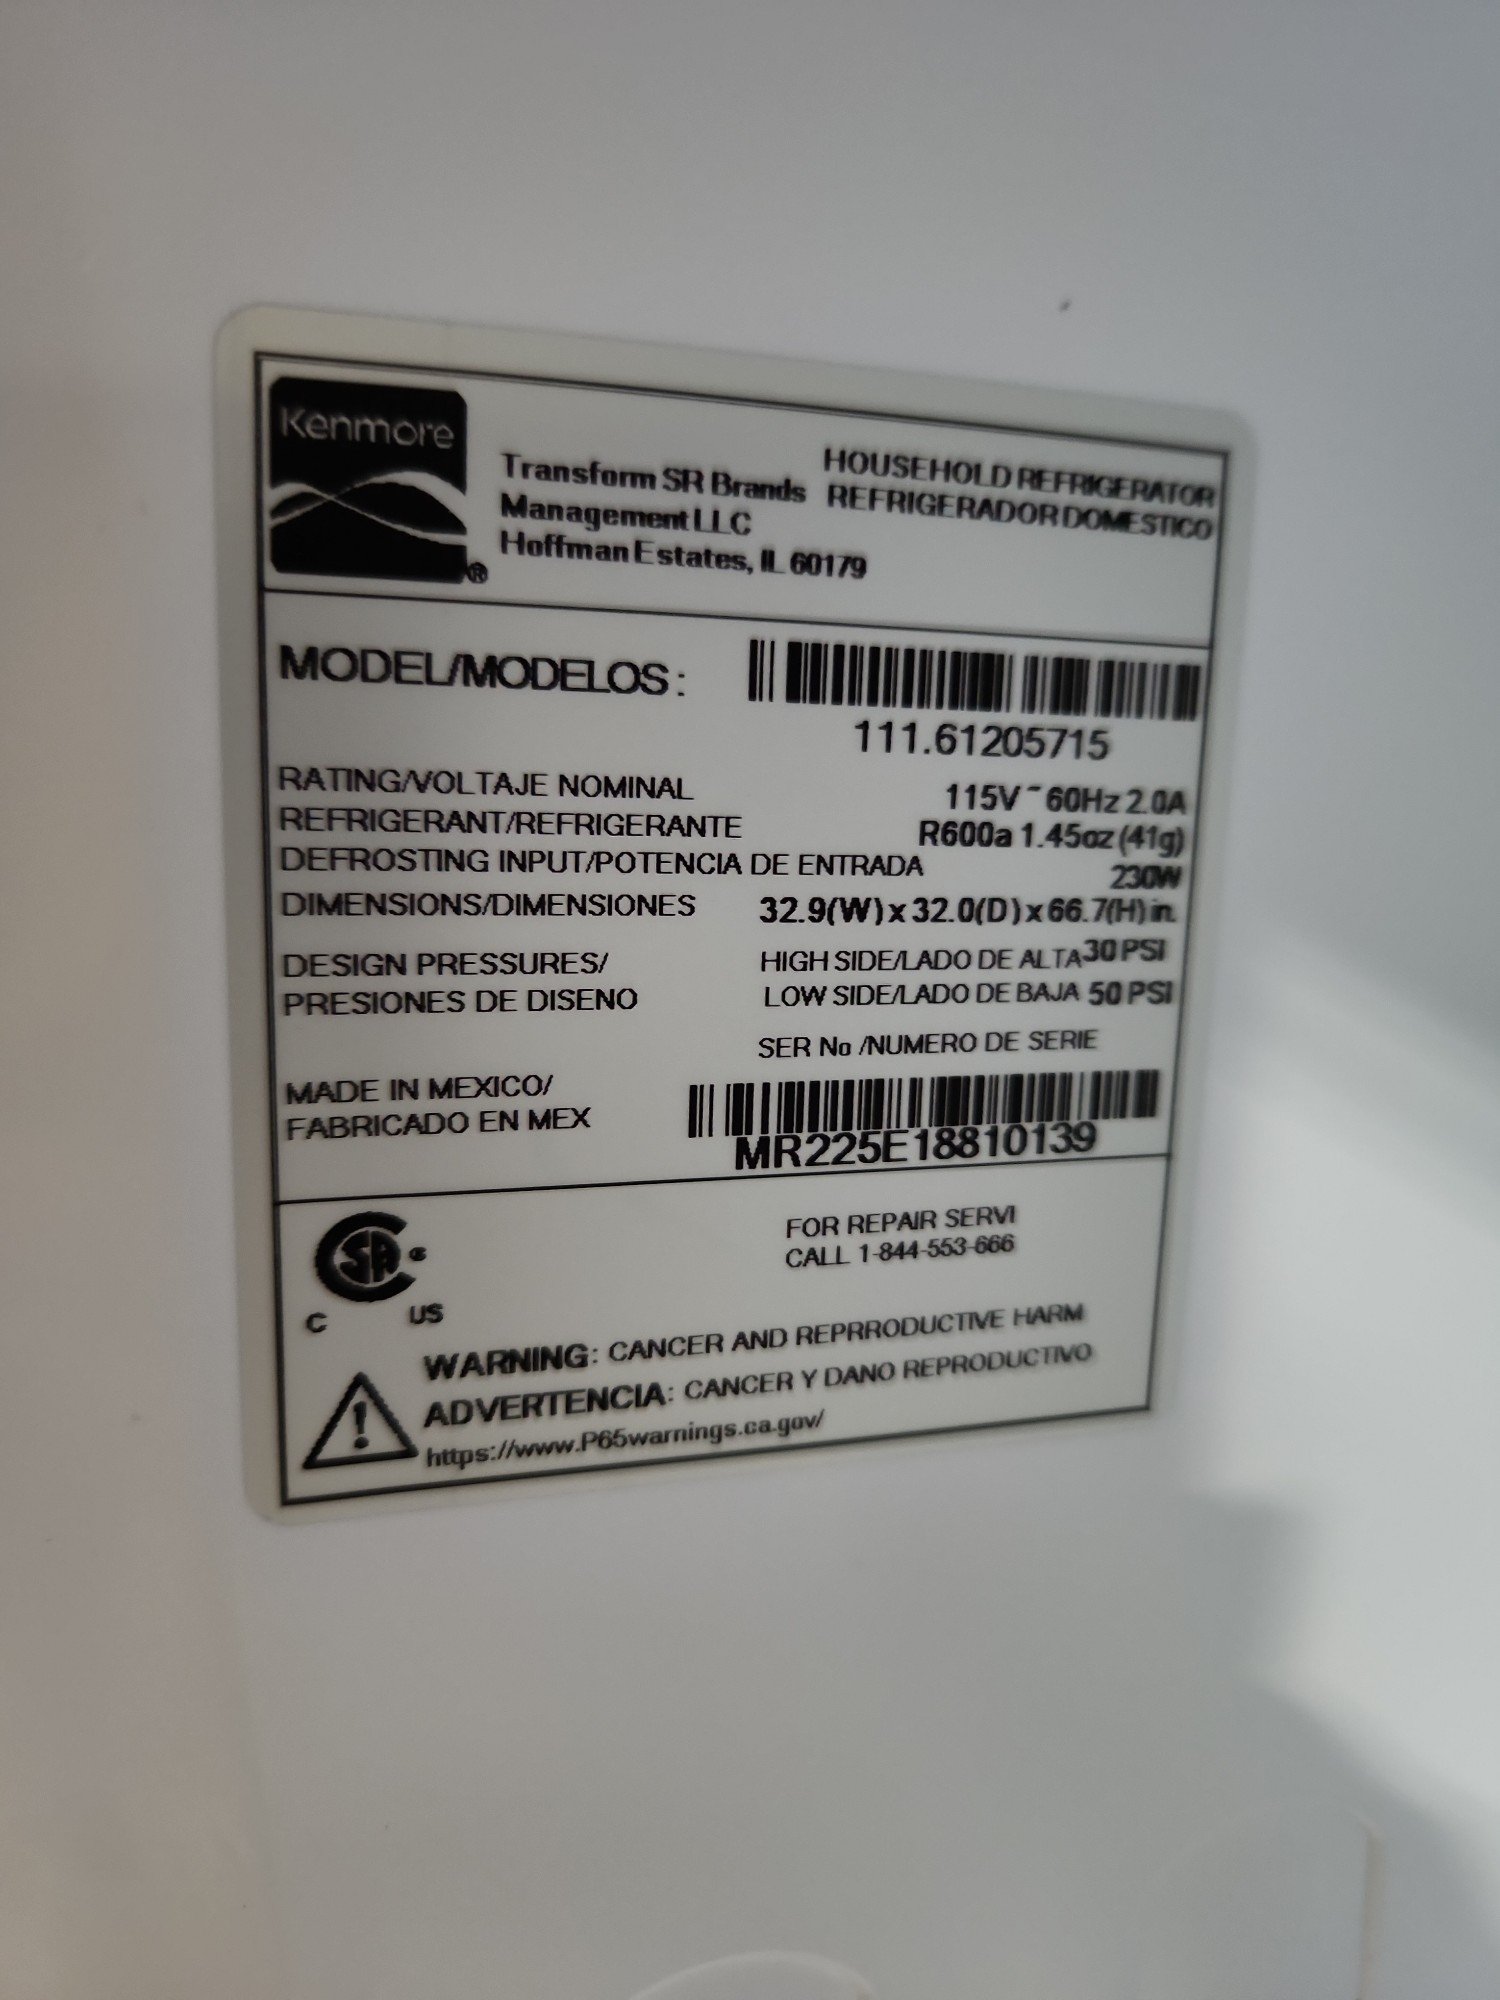 Kenmore
®
Transform SR Brands
Management LLC
Hoffman Estates, IL 60179
HOUSEHOLD REFRIGERATOR
REFRIGERADOR DOMESTICO
MODEL/MODELOS :
111.61205715
RATING/VOLTAJE NOMINAL 115V ~ 60Hz 2.0A
REFRIGERANT/REFRIGERANTE R600a 1.45oz (41g)
DEFROSTING INPUT/POTENCIA DE ENTRADA 230W
DIMENSIONS/DIMENSIONES 32.9(W) x 32.0(D) x 66.7(H) in.
DESIGN PRESSURES/ HIGH SIDE/LADO DE ALTA 30 PSI
PRESIONES DE DISENO LOW SIDE/LADO DE BAJA 50 PSI
SER No /NUMERO DE SERIE
MADE IN MEXICO/
FABRICADO EN MEX
MR225E18810139
FOR REPAIR SERVI
CALL 1-844-553-666
CSA
C US
WARNING: CANCER AND REPRRODUCTIVE HARM
ADVERTENCIA: CANCER Y DANO REPRODUCTIVO
https://www.P65warnings.ca.gov/